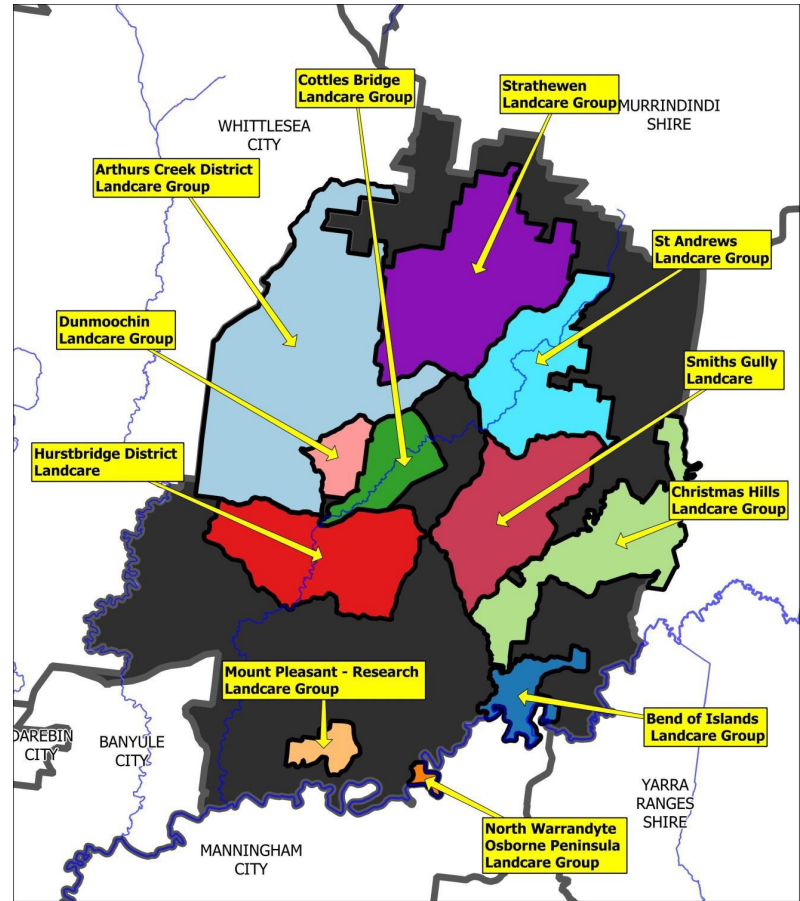 Cottles Bridge
Landcare Group
Strathewen
Landcare Group
MURRINDINDI
SHIRE
WHITTLESEA
CITY
Arthurs Creek District
Landcare Group
St Andrews
Landcare Group
Dunmoochin
Landcare Group
Smiths Gully
Landcare
Hurstbridge District
Landcare
Christmas Hills
Landcare Group
Mount Pleasant - Research
Landcare Group
Bend of Islands
Landcare Group
DAREBIN
CITY
BANYULE
CITY
YARRA
RANGES
SHIRE
North Warrandyte
Osborne Peninsula
Landcare Group
MANNINGHAM
CITY